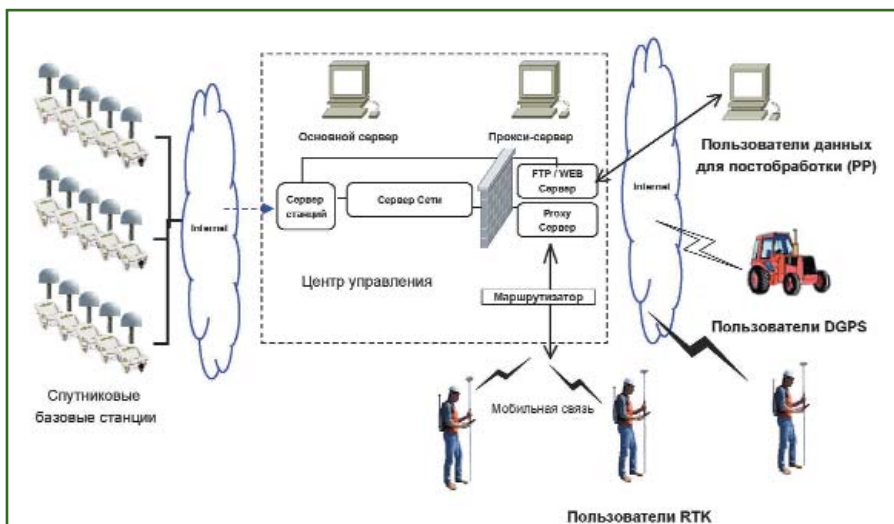 Основной сервер
Прокси-сервер
Пользователи данных
для постобработки (PP)
Internet
Сервер
станций
Сервер Сети
FTP / WEB
Сервер
Proxy
Сервер
Internet
Центр управления
Маршрутизатор
Пользователи DGPS
Спутниковые
базовые станции
Мобильная связь
Пользователи RTK